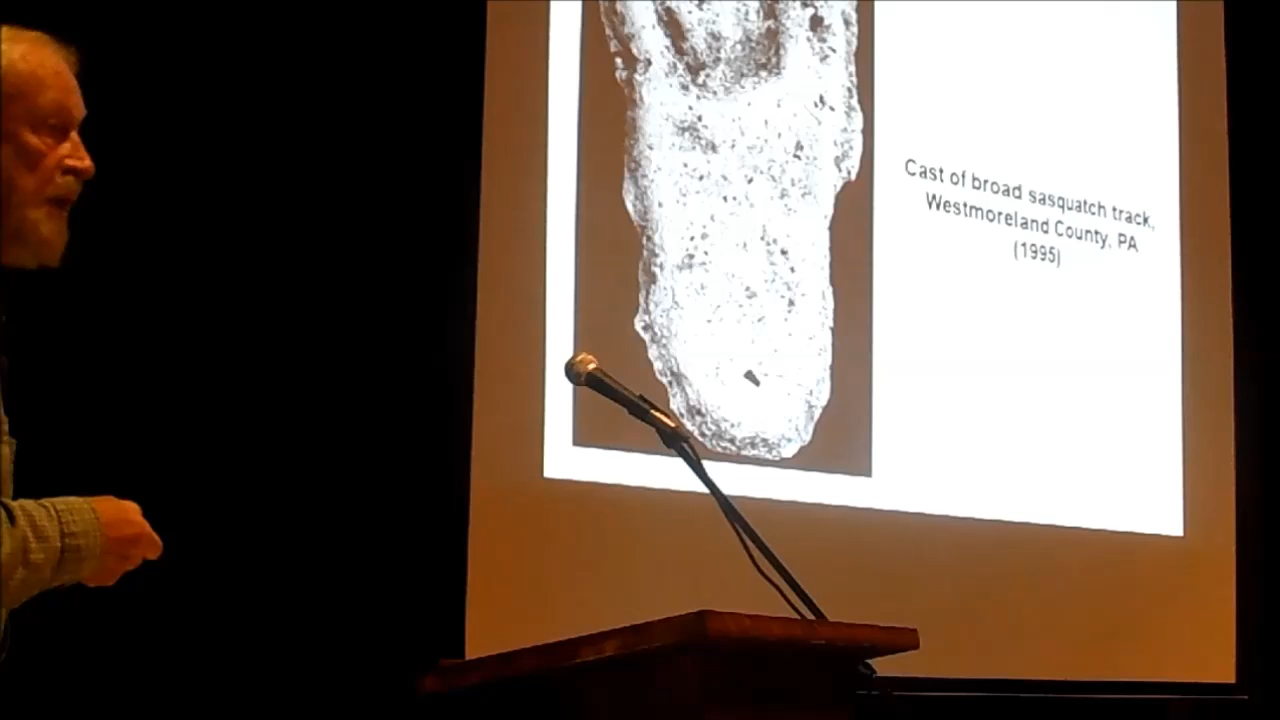 Cast of broad sasquatch track,
Westmoreland County, PA
(1995)